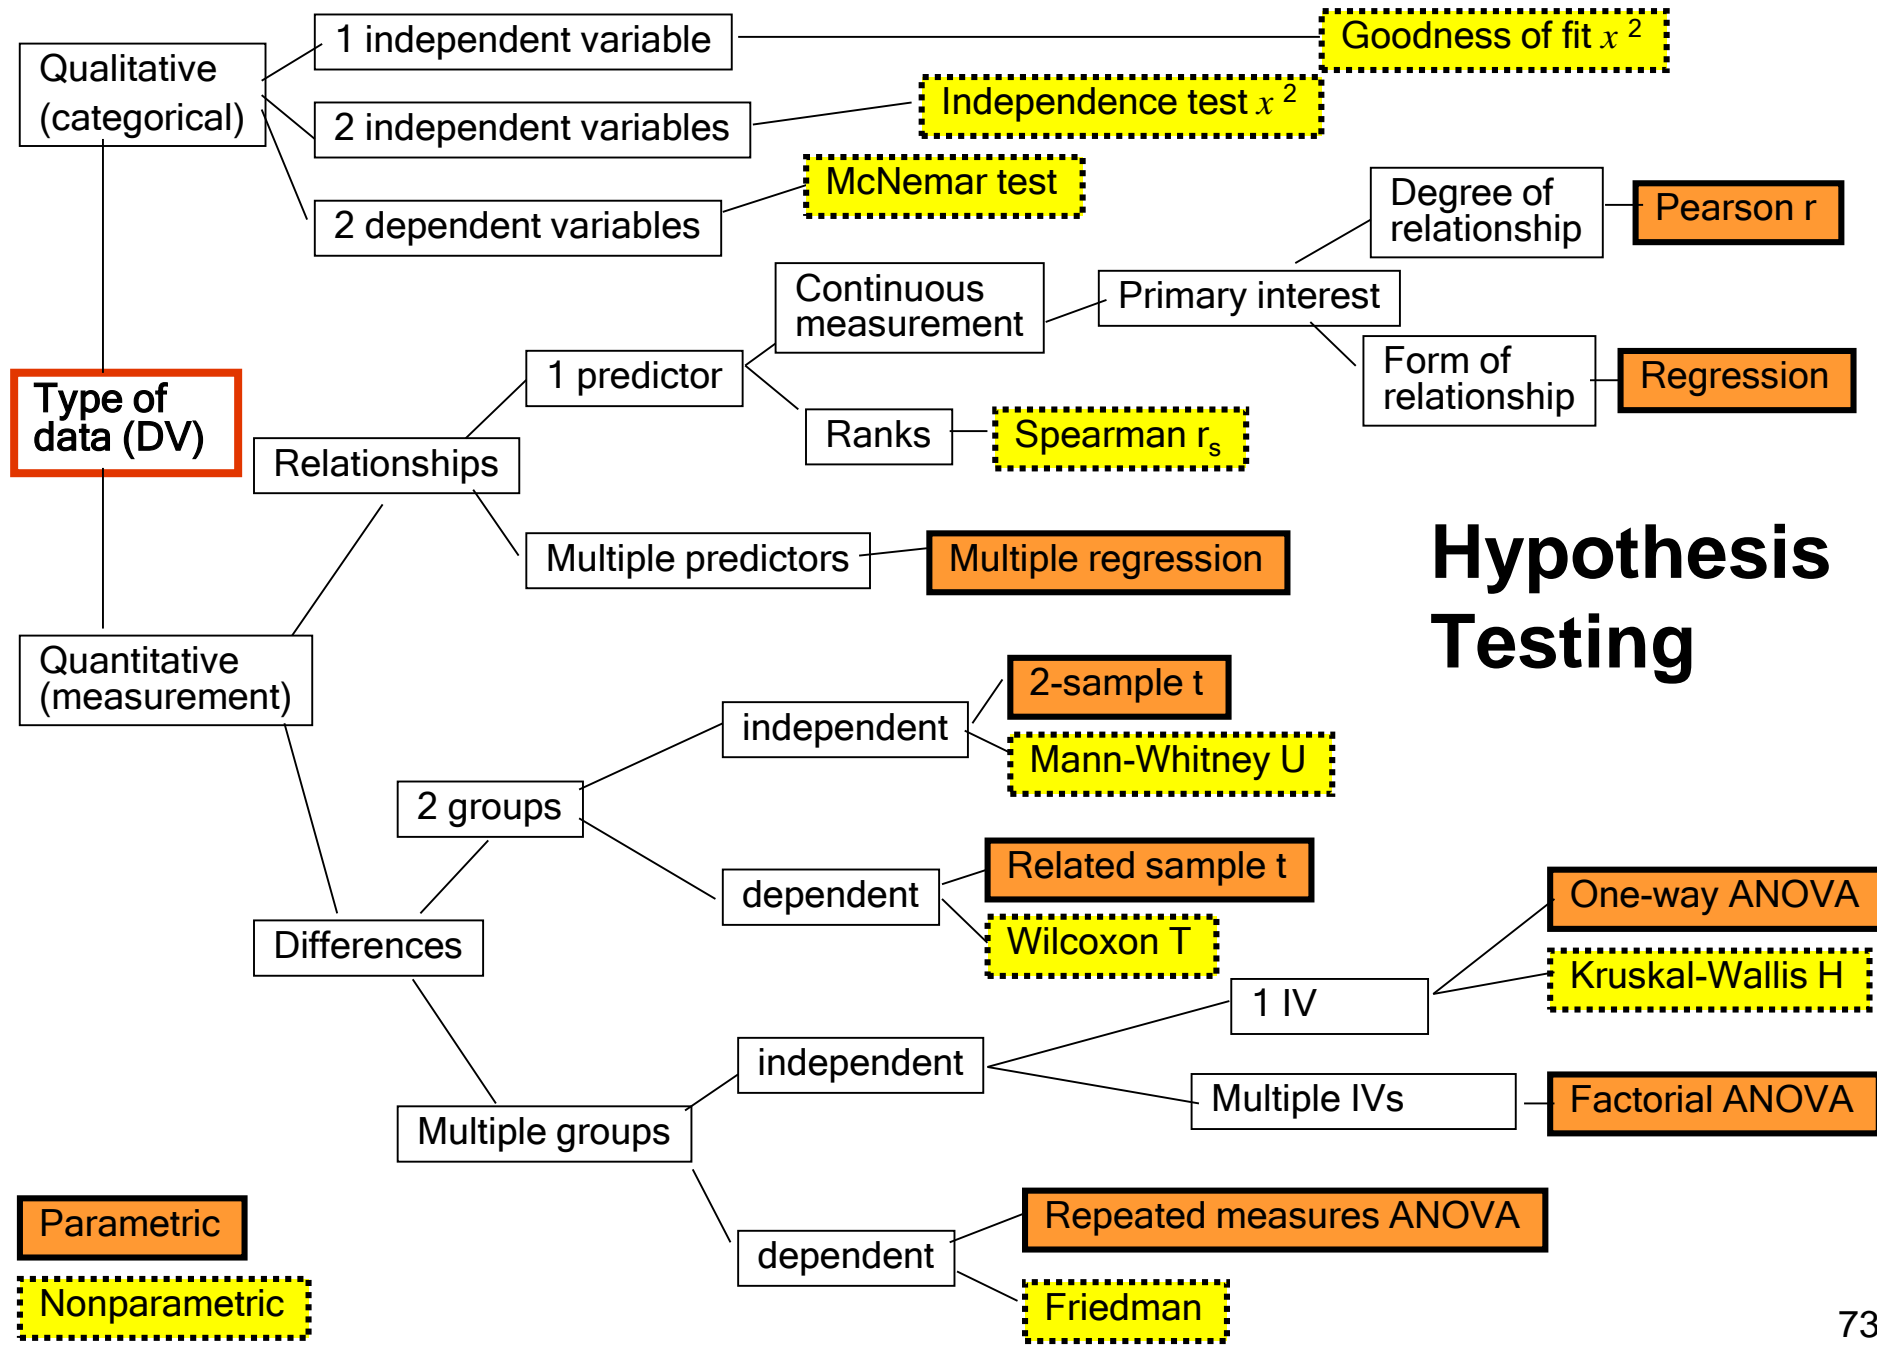 1 independent variable
Goodness of fit x 2
Qualitative
(categorical)
Independence test x 2
2 independent variables
McNemar test
2 dependent variables
Degree of
relationship
Pearson r
Continuous
measurement
Primary interest
1 predictor
Form of
relationship
Regression
Type of
data (DV)
Ranks
Spearman rs
Relationships
Multiple predictors
Multiple regression
Hypothesis
Testing
Quantitative
(measurement)
2-sample t
independent
Mann-Whitney U
2 groups
Related sample t
dependent
Wilcoxon T
Differences
One-way ANOVA
Kruskal-Wallis H
1 IV
independent
Multiple IVs
Factorial ANOVA
Multiple groups
Repeated measures ANOVA
dependent
Friedman
Parametric
Nonparametric
73